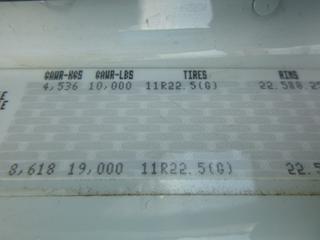 GAWR-KGS GAWR-LBS TIRES RIMS
4,536 10,000 11R22.5(G) 22.5X8.25
8,618 19,000 11R22.5(G) 22.5